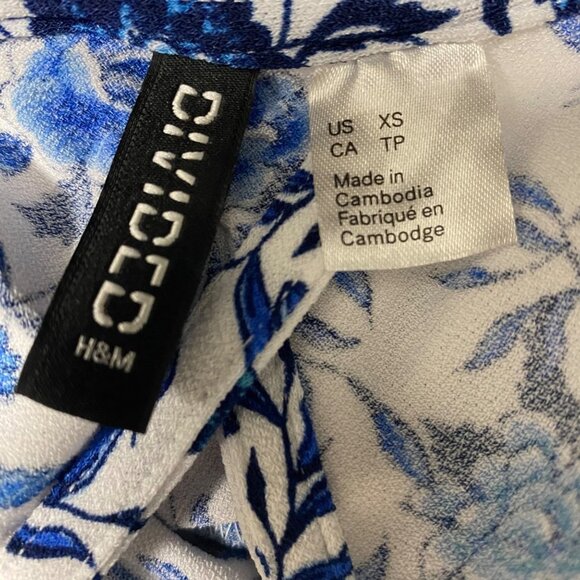 DIVIDED
H&M
US XS
CA TP
Made in
Cambodia
Fabriqué en
Cambodge